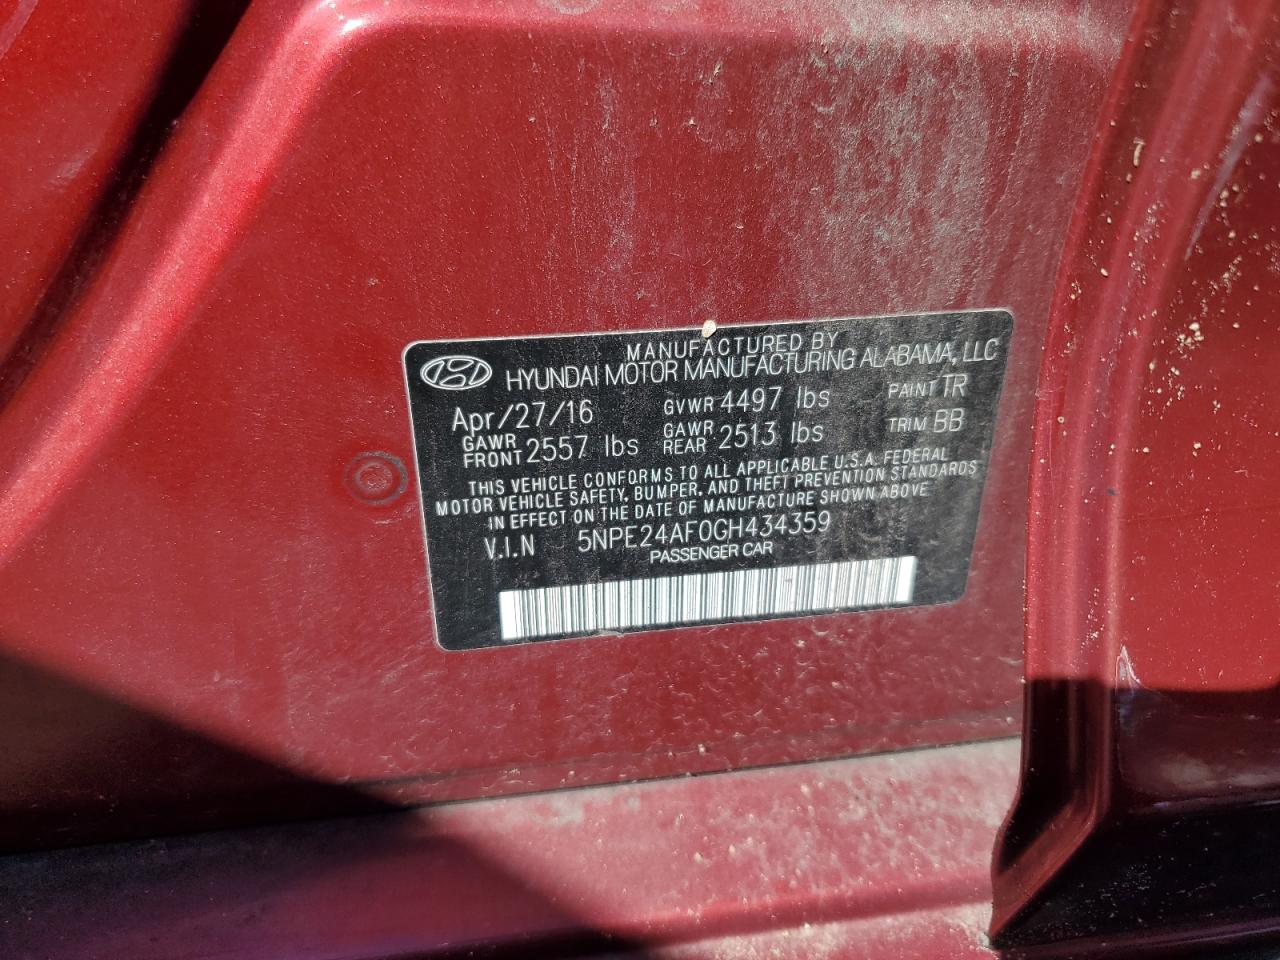 MANUFACTURED BY
HYUNDAI MOTOR MANUFACTURING ALABAMA, LLC
Apr/27/16 GVWR 4497 lbs PAINT TR
GAWR FRONT 2557 lbs GAWR REAR 2513 lbs TRIM BB
THIS VEHICLE CONFORMS TO ALL APPLICABLE U.S.A. FEDERAL
MOTOR VEHICLE SAFETY, BUMPER, AND THEFT PREVENTION STANDARDS
IN EFFECT ON THE DATE OF MANUFACTURE SHOWN ABOVE
V.I.N 5NPE24AF0GH434359
PASSENGER CAR